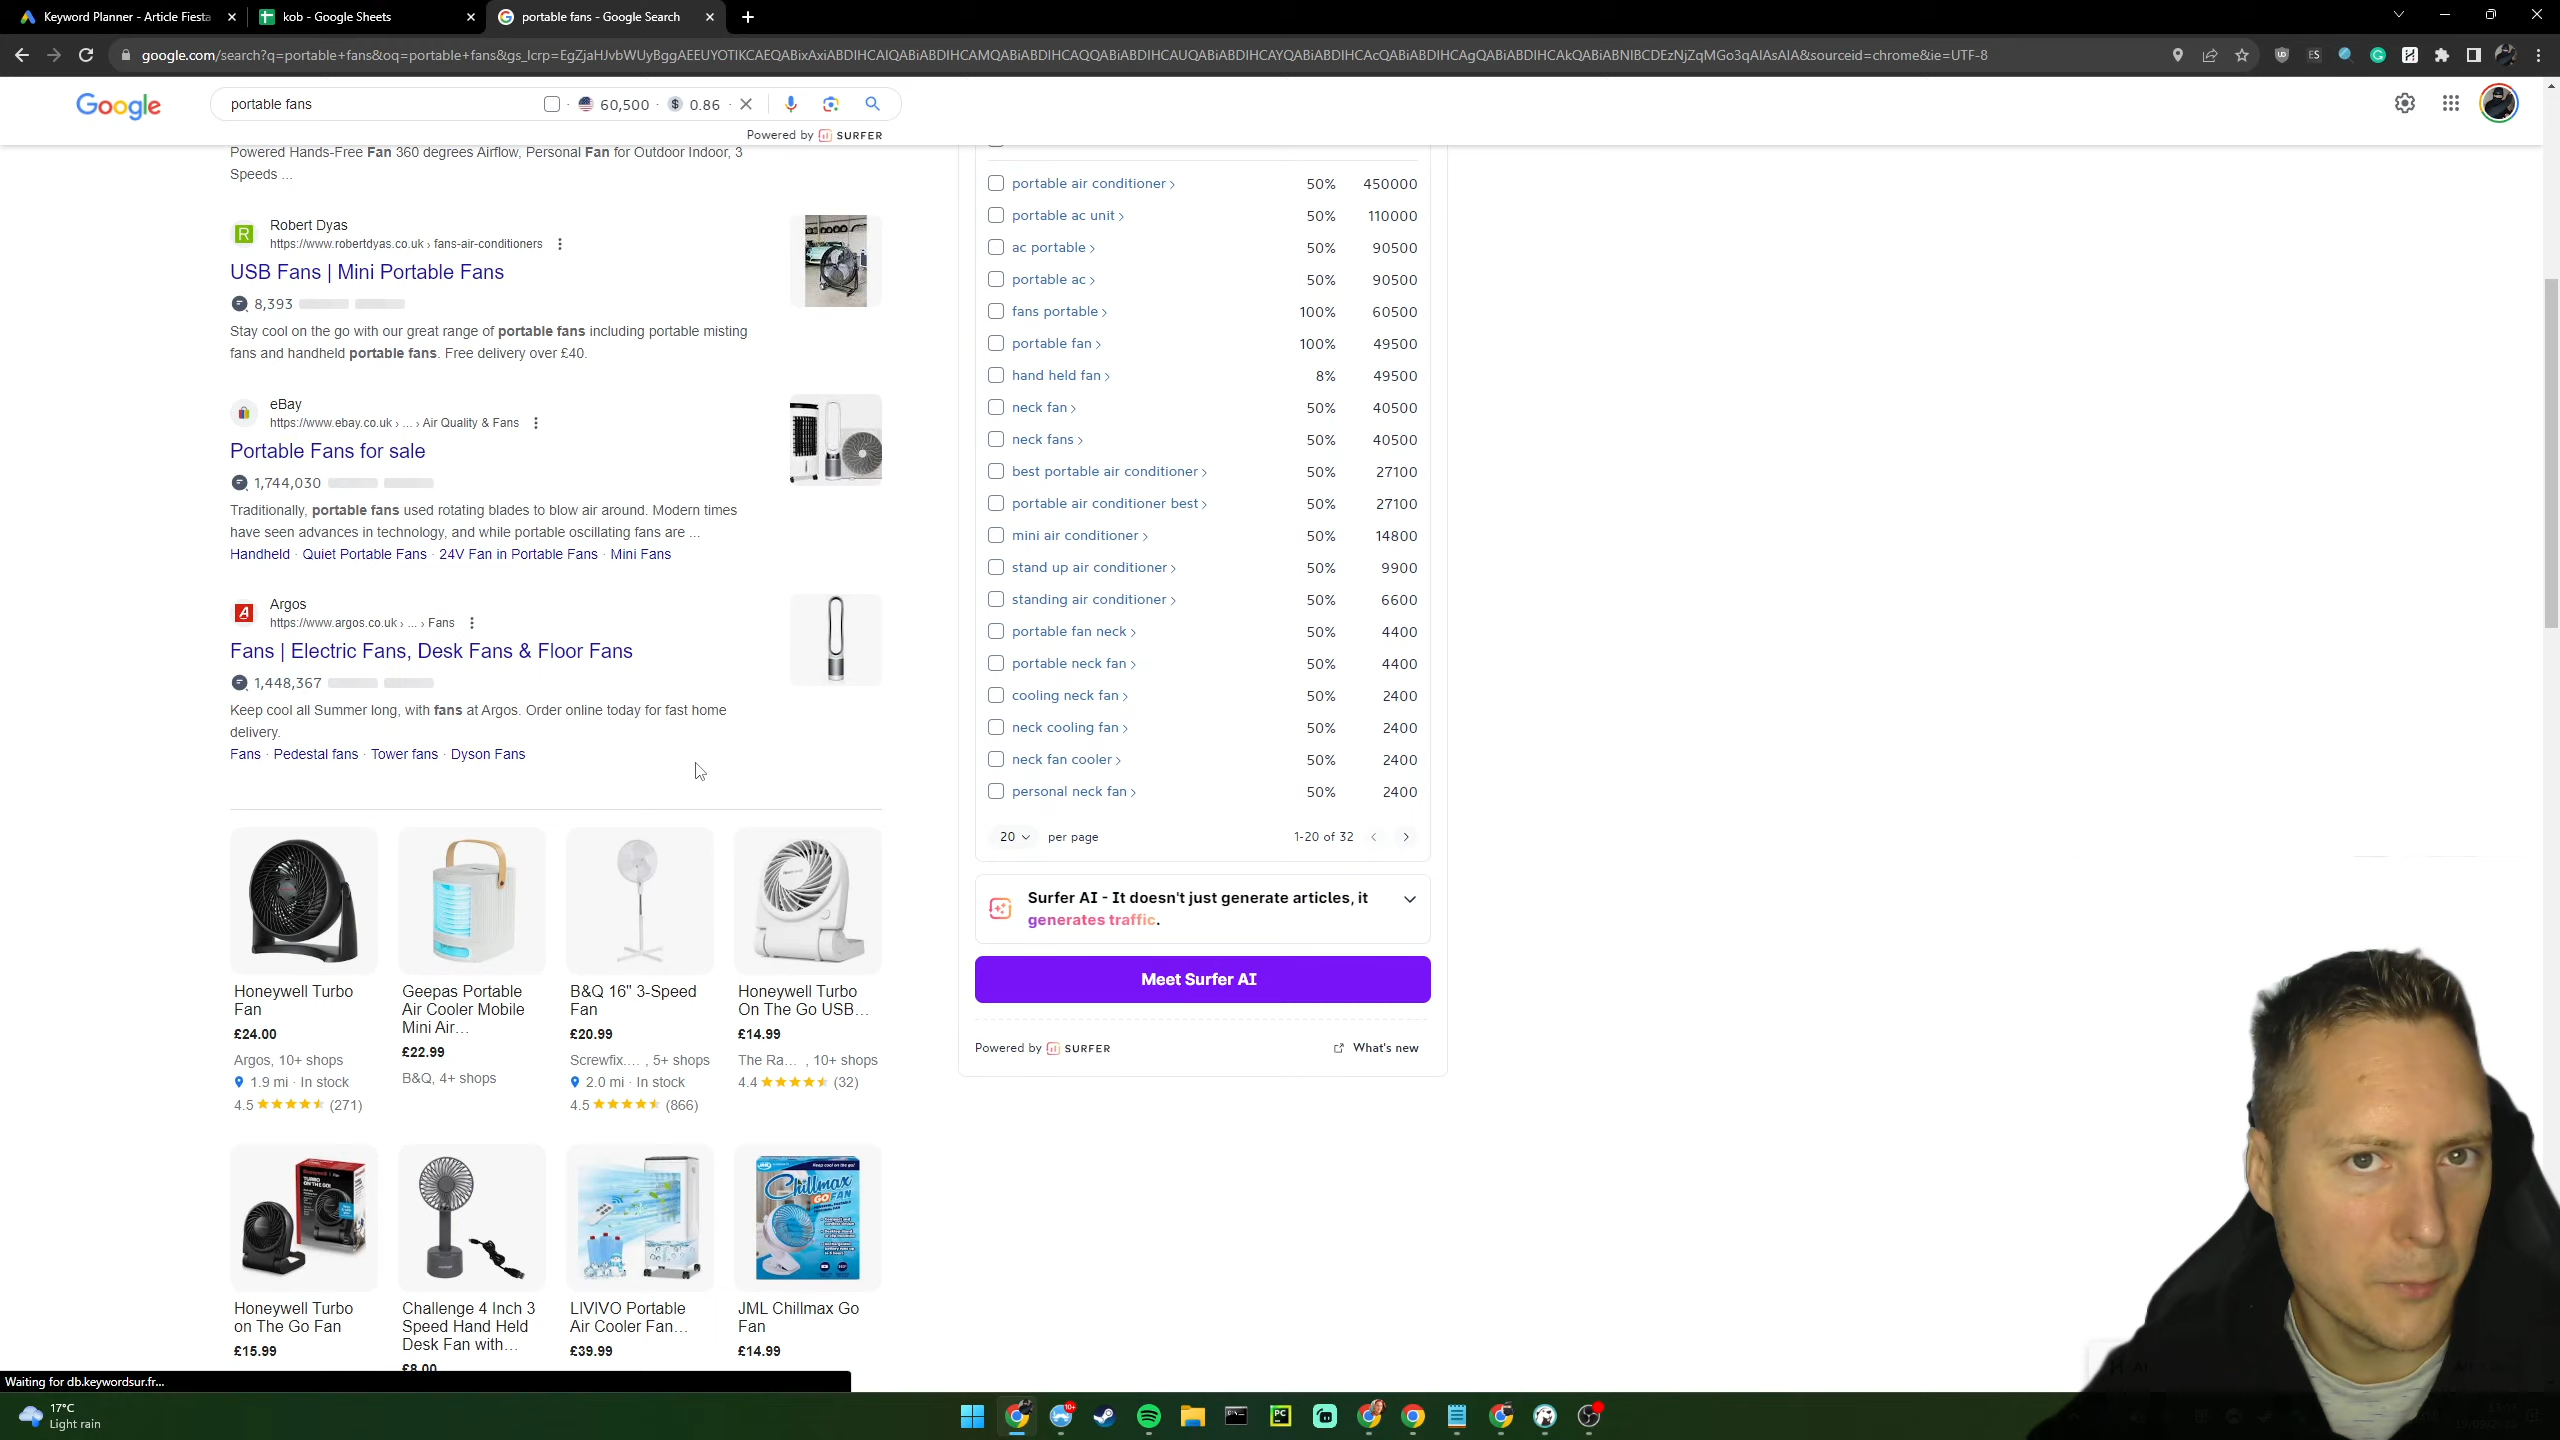 Keyword Planner - Article Fiesta
kob - Google Sheets
portable fans - Google Search
google.com/search?q=portable+fans&oq=portable+fans&gs_lcrp=EgZjaHJvbWUyBggAEEUYOTIKCAEQABixAxiABDIHCAIQABiABDIHCAMQABiABDIHCAQQABiABDIHCAUQABiABDIHCAYQABiABDIHCAcQABiABDIHCAgQABiABDIHCAkQABiABNIBCDEzNjZqMGo3qAIAsAIA&sourceid=chrome&ie=UTF-8
Google
portable fans
60,500 · $ 0.86 ·
Powered by SURFER
Powered Hands-Free Fan 360 degrees Airflow, Personal Fan for Outdoor Indoor, 3
Speeds ...
Robert Dyas
https://www.robertdyas.co.uk › fans-air-conditioners
USB Fans | Mini Portable Fans
8,393
Stay cool on the go with our great range of portable fans including portable misting
fans and handheld portable fans. Free delivery over £40.
eBay
https://www.ebay.co.uk › ... › Air Quality & Fans
Portable Fans for sale
1,744,030
Traditionally, portable fans used rotating blades to blow air around. Modern times
have seen advances in technology, and while portable oscillating fans are ...
Handheld · Quiet Portable Fans · 24V Fan in Portable Fans · Mini Fans
Argos
https://www.argos.co.uk › ... › Fans
Fans | Electric Fans, Desk Fans & Floor Fans
1,448,367
Keep cool all Summer long, with fans at Argos. Order online today for fast home
delivery.
Fans · Pedestal fans · Tower fans · Dyson Fans
Honeywell Turbo
Fan
£24.00
Argos, 10+ shops
1.9 mi · In stock
4.5 (271)
Geepas Portable
Air Cooler Mobile
Mini Air...
£22.99
B&Q, 4+ shops
B&Q 16" 3-Speed
Fan
£20.99
Screwfix.... , 5+ shops
2.0 mi · In stock
4.5 (866)
Honeywell Turbo
On The Go USB...
£14.99
The Ra... , 10+ shops
4.4 (32)
Honeywell Turbo
on The Go Fan
£15.99
Challenge 4 Inch 3
Speed Hand Held
Desk Fan with...
£8.00
LIVIVO Portable
Air Cooler Fan...
£39.99
Chillmax
GO FAN
JML Chillmax Go
Fan
£14.99
portable air conditioner › 50% 450000
portable ac unit › 50% 110000
ac portable › 50% 90500
portable ac › 50% 90500
fans portable › 100% 60500
portable fan › 100% 49500
hand held fan › 8% 49500
neck fan › 50% 40500
neck fans › 50% 40500
best portable air conditioner › 50% 27100
portable air conditioner best › 50% 27100
mini air conditioner › 50% 14800
stand up air conditioner › 50% 9900
standing air conditioner › 50% 6600
portable fan neck › 50% 4400
portable neck fan › 50% 4400
cooling neck fan › 50% 2400
neck cooling fan › 50% 2400
neck fan cooler › 50% 2400
personal neck fan › 50% 2400
20 per page 1-20 of 32
Surfer AI - It doesn't just generate articles, it
generates traffic.
Meet Surfer AI
Powered by SURFER
What's new
Waiting for db.keywordsur.fr...
17°C
Light rain